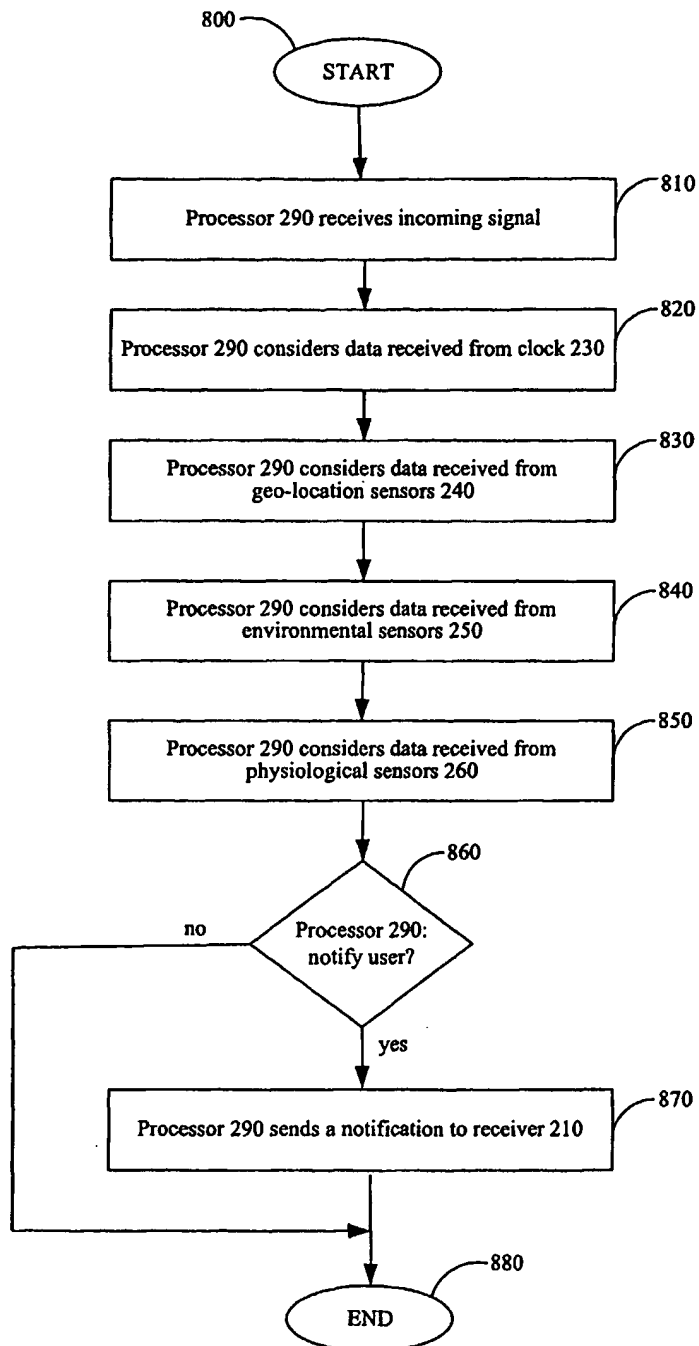 800
START
810
Processor 290 receives incoming signal
820
Processor 290 considers data received from clock 230
830
Processor 290 considers data received from
geo-location sensors 240
840
Processor 290 considers data received from
environmental sensors 250
850
Processor 290 considers data received from
physiological sensors 260
860
no
Processor 290:
notify user?
yes
870
Processor 290 sends a notification to receiver 210
880
END